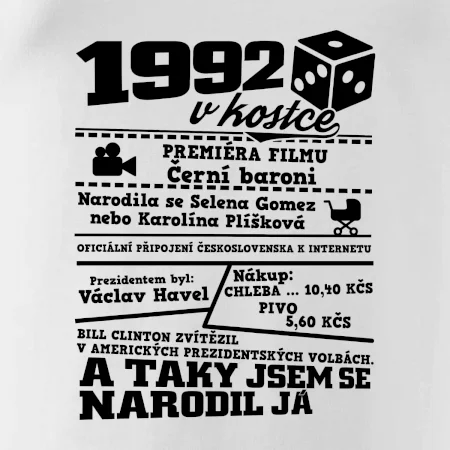 1992
v kostce
PREMIÉRA FILMU
Černí baroni
Narodila se Selena Gomez
nebo Karolína Plíšková
OFICIÁLNÍ PŘIPOJENÍ ČESKOSLOVENSKA K INTERNETU
Prezidentem byl:
Václav Havel
Nákup:
CHLEBA ... 10,40 KČS
PIVO
5,60 KČS
BILL CLINTON ZVÍTĚZIL
V AMERICKÝCH PREZIDENTSKÝCH VOLBÁCH.
A TAKY JSEM SE
NARODIL JÁ